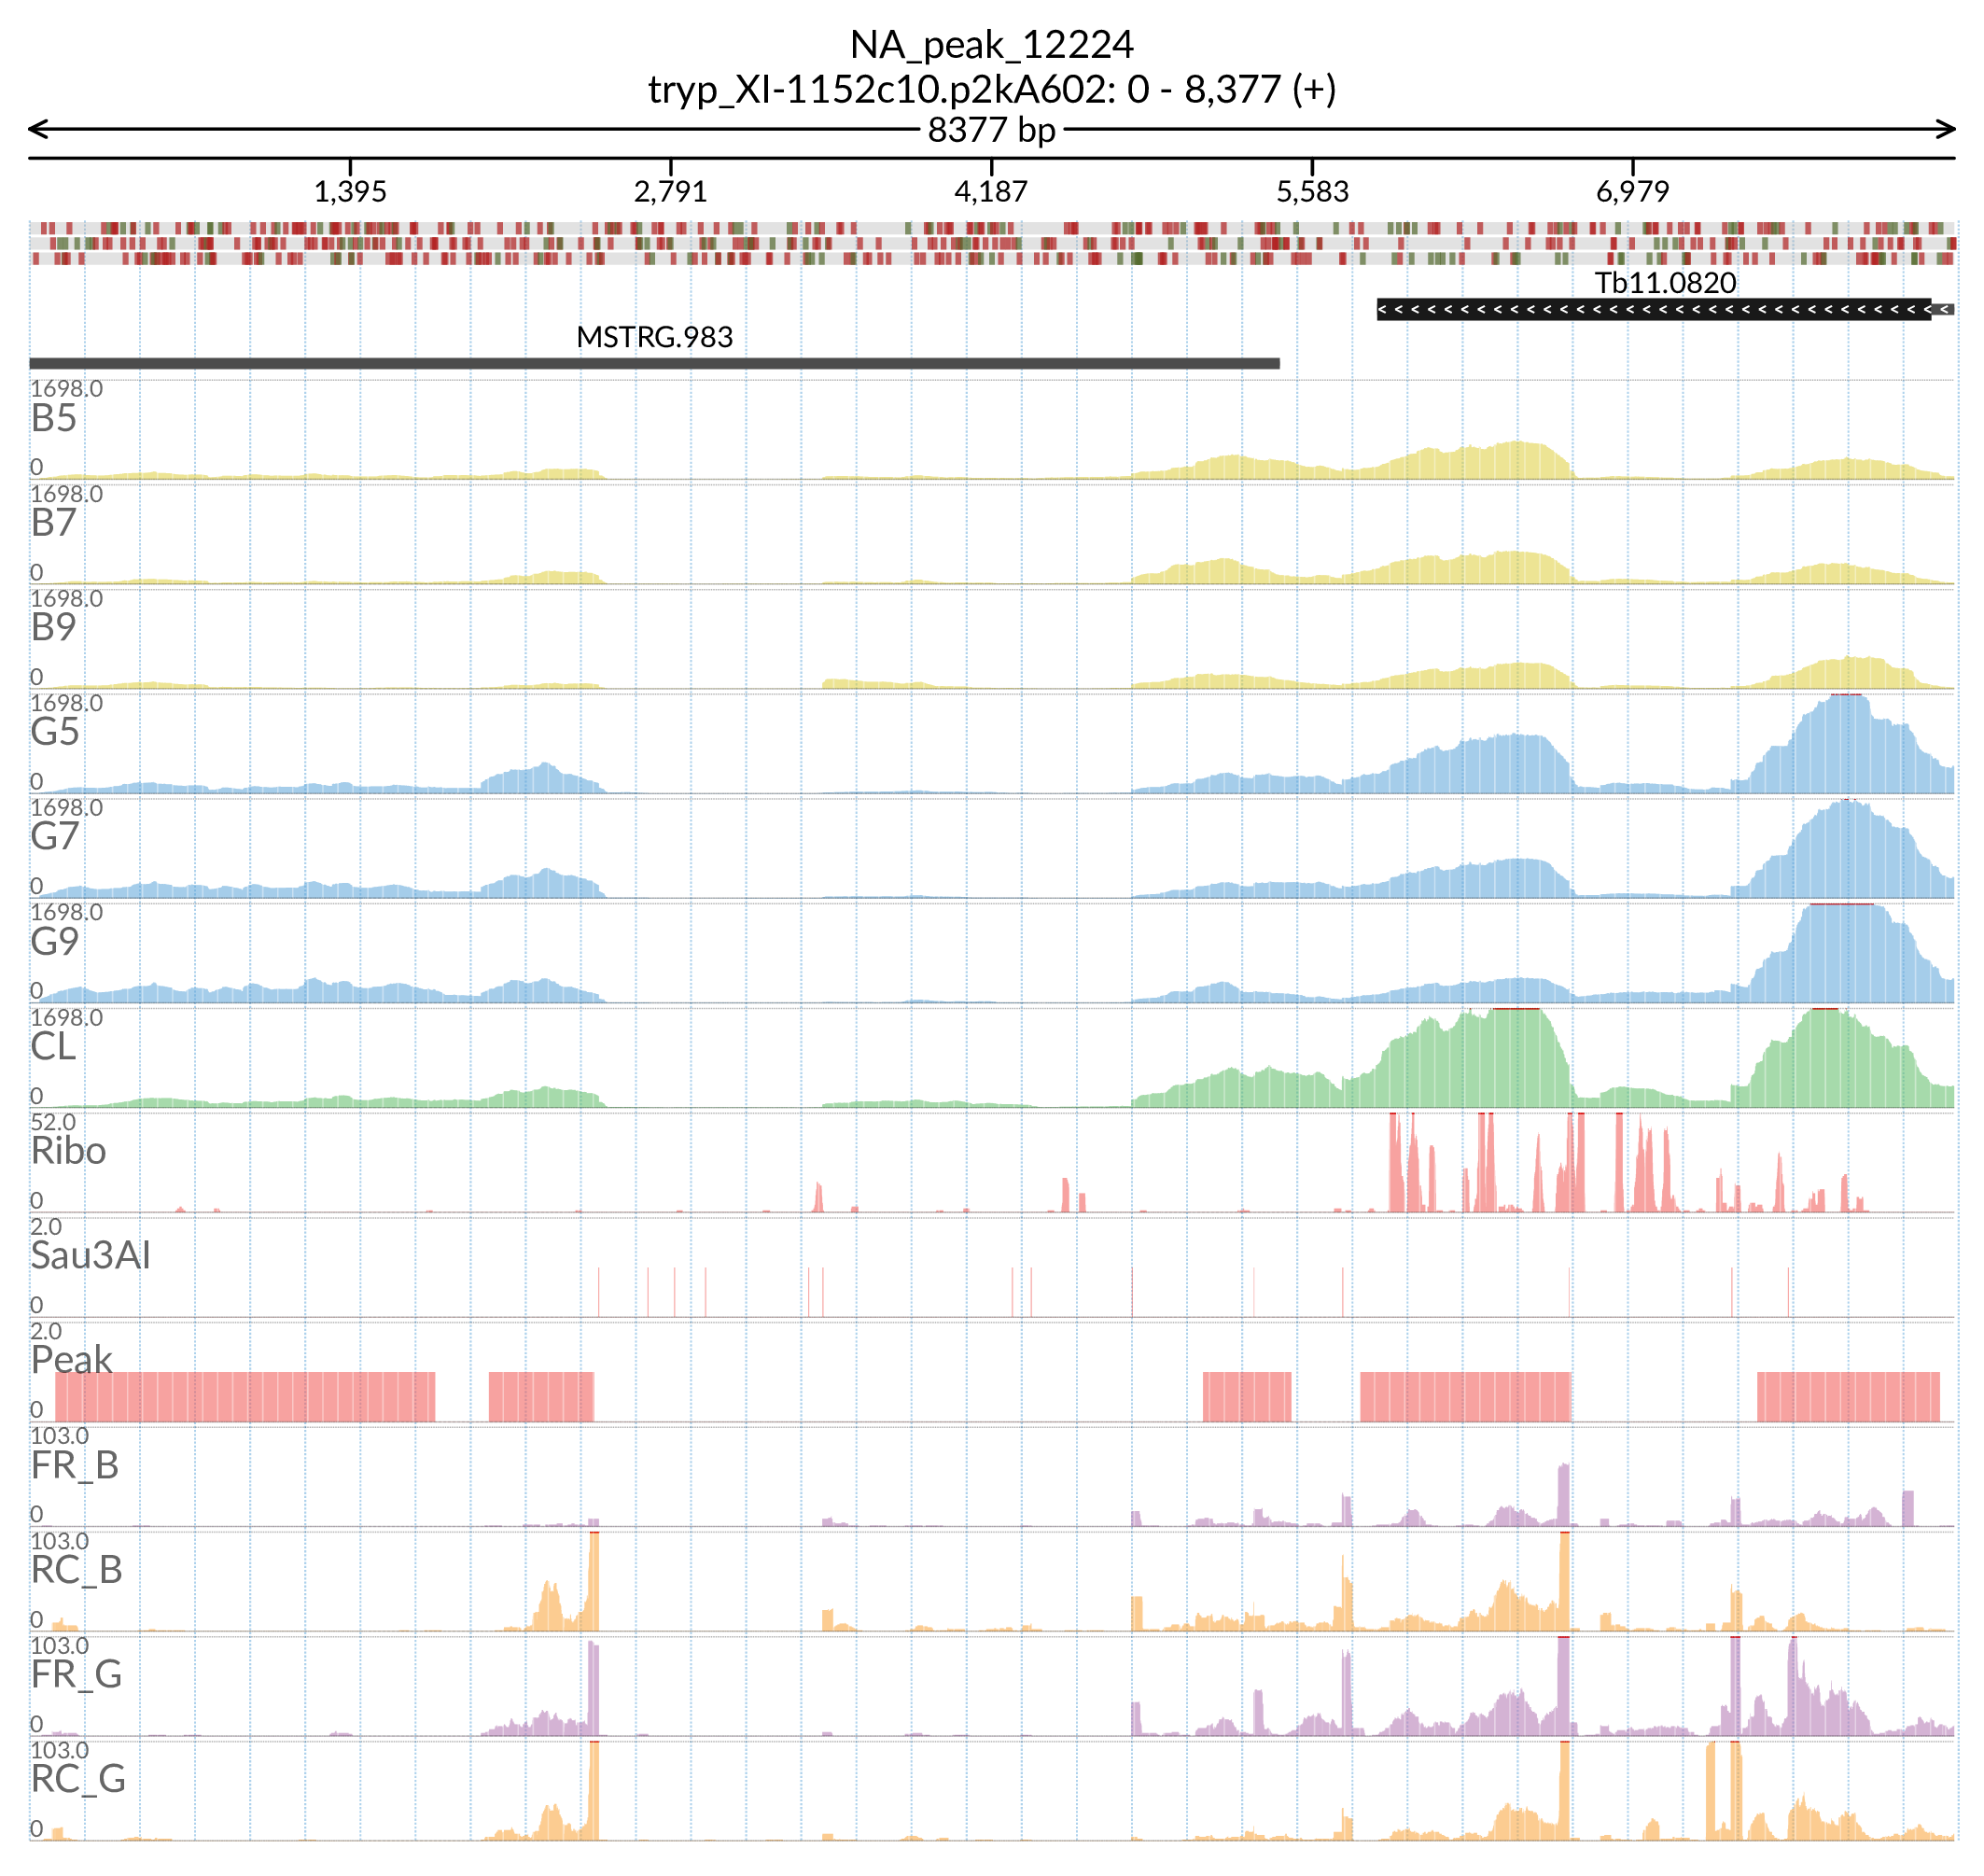 NA_peak_12224
tryp_XI-1152c10.p2kA602: 0 - 8,377 (+)
8377 bp
1,395 2,791 4,187 5,583 6,979
Tb11.0820
MSTRG.983
1698.0
B5
0
1698.0
B7
0
1698.0
B9
0
1698.0
G5
0
1698.0
G7
0
1698.0
G9
0
1698.0
CL
0
52.0
Ribo
0
2.0
Sau3AI
0
2.0
Peak
0
103.0
FR_B
0
103.0
RC_B
0
103.0
FR_G
0
103.0
RC_G
0